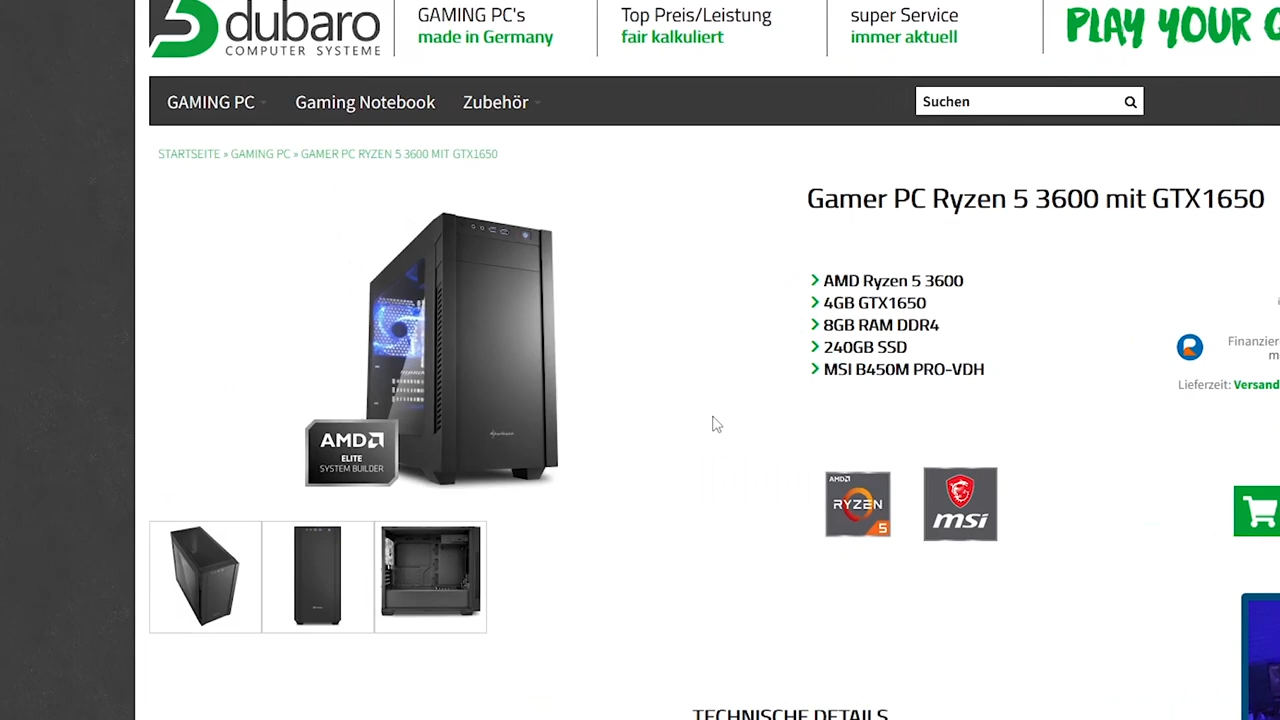 dubaro
COMPUTER SYSTEME
GAMING PC's
made in Germany
Top Preis/Leistung
fair kalkuliert
super Service
immer aktuell
PLAY YOUR
GAMING PC
Gaming Notebook
Zubehör
Suchen
STARTSEITE » GAMING PC » GAMER PC RYZEN 5 3600 MIT GTX1650
Gamer PC Ryzen 5 3600 mit GTX1650
AMD Ryzen 5 3600
4GB GTX1650
8GB RAM DDR4
240GB SSD
MSI B450M PRO-VDH
Finanzier
Lieferzeit: Versand
AMD
ELITE
SYSTEM BUILDER
AMD
RYZEN
5
msi
TECHNISCHE DETAILS